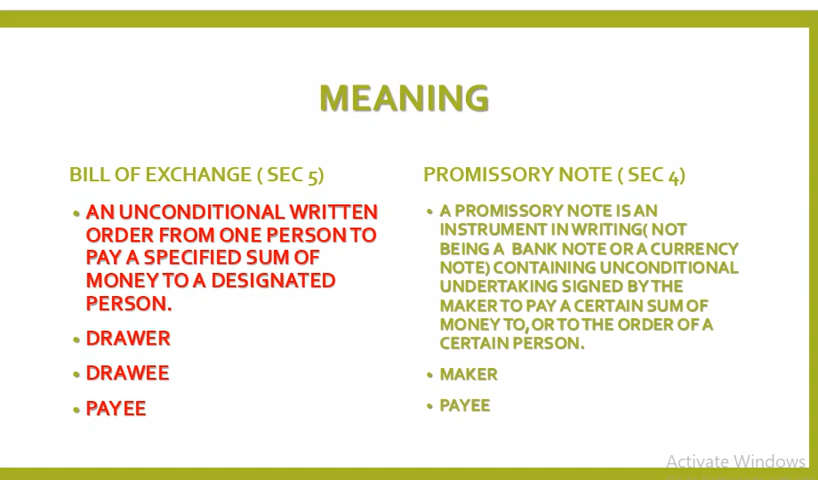 MEANING
BILL OF EXCHANGE ( SEC 5)
• AN UNCONDITIONAL WRITTEN
ORDER FROM ONE PERSON TO
PAY A SPECIFIED SUM OF
MONEY TO A DESIGNATED
PERSON.
• DRAWER
• DRAWEE
• PAYEE
PROMISSORY NOTE ( SEC 4)
• A PROMISSORY NOTE IS AN
INSTRUMENT IN WRITING( NOT
BEING A BANK NOTE OR A CURRENCY
NOTE) CONTAINING UNCONDITIONAL
UNDERTAKING SIGNED BY THE
MAKER TO PAY A CERTAIN SUM OF
MONEY TO, OR TO THE ORDER OF A
CERTAIN PERSON.
• MAKER
• PAYEE
Activate Windows